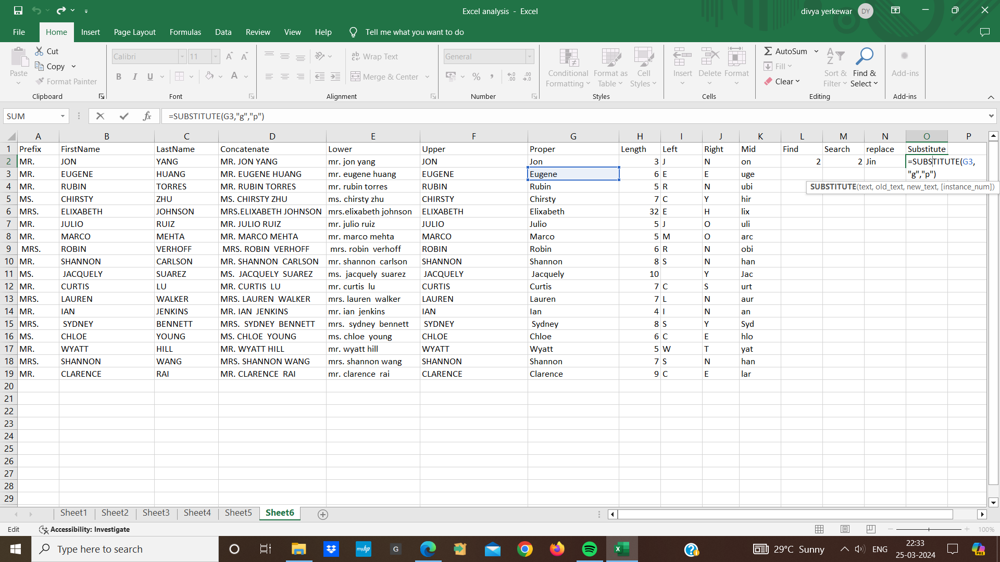 Excel analysis - Excel
divya yerkewar DY
File Home Insert Page Layout Formulas Data Review View Help Tell me what you want to do
Cut
Copy
Format Painter
Paste
Clipboard
Calibri 11
B I U
Font
Wrap Text
Merge & Center
Alignment
General
% ,
Number
Conditional Formatting
Format as Table
Cell Styles
Styles
Insert Delete Format
Cells
AutoSum
Fill
Clear
Sort & Filter
Find & Select
Editing
Add-ins
Add-ins
SUM fx =SUBSTITUTE(G3,"g","p")
A B C D E F G H I J K L M N O P
1 Prefix FirstName LastName Concatenate Lower Upper Proper Length Left Right Mid Find Search replace Substitute
2 MR. JON YANG MR. JON YANG mr. jon yang JON Jon 3 J N on 2 2 Jin =SUBSTITUTE(G3,
"g","p")
3 MR. EUGENE HUANG MR. EUGENE HUANG mr. eugene huang EUGENE Eugene 6 E E uge
SUBSTITUTE(text, old_text, new_text, [instance_num])
4 MR. RUBIN TORRES MR. RUBIN TORRES mr. rubin torres RUBIN Rubin 5 R N ubi
5 MS. CHIRSTY ZHU MS. CHIRSTY ZHU ms. chirsty zhu CHIRSTY Chirsty 7 C Y hir
6 MRS. ELIXABETH JOHNSON MRS.ELIXABETH JOHNSON mrs.elixabeth johnson ELIXABETH Elixabeth 32 E H lix
7 MR. JULIO RUIZ MR. JULIO RUIZ mr. julio ruiz JULIO Julio 5 J O uli
8 MR. MARCO MEHTA MR. MARCO MEHTA mr. marco mehta MARCO Marco 5 M O arc
9 MRS. ROBIN VERHOFF MRS. ROBIN VERHOFF mrs. robin verhoff ROBIN Robin 6 R N obi
10 MR. SHANNON CARLSON MR. SHANNON CARLSON mr. shannon carlson SHANNON Shannon 8 S N han
11 MS. JACQUELY SUAREZ MS. JACQUELY SUAREZ ms. jacquely suarez JACQUELY Jacquely 10 Y Jac
12 MR. CURTIS LU MR. CURTIS LU mr. curtis lu CURTIS Curtis 7 C S urt
13 MRS. LAUREN WALKER MRS. LAUREN WALKER mrs. lauren walker LAUREN Lauren 7 L N aur
14 MR. IAN JENKINS MR. IAN JENKINS mr. ian jenkins IAN Ian 4 I N an
15 MRS. SYDNEY BENNETT MRS. SYDNEY BENNETT mrs. sydney bennett SYDNEY Sydney 8 S Y Syd
16 MS. CHLOE YOUNG MS. CHLOE YOUNG ms. chloe young CHLOE Chloe 6 C E hlo
17 MR. WYATT HILL MR. WYATT HILL mr. wyatt hill WYATT Wyatt 5 W T yat
18 MRS. SHANNON WANG MRS. SHANNON WANG mrs. shannon wang SHANNON Shannon 7 S N han
19 MR. CLARENCE RAI MR. CLARENCE RAI mr. clarence rai CLARENCE Clarence 9 C E lar
20
21
22
23
24
25
26
27
28
29
Sheet1 Sheet2 Sheet3 Sheet4 Sheet5 Sheet6
Edit Accessibility: Investigate 100%
Type here to search
myhp
G
29°C Sunny ENG
22:33
25-03-2024
PRE